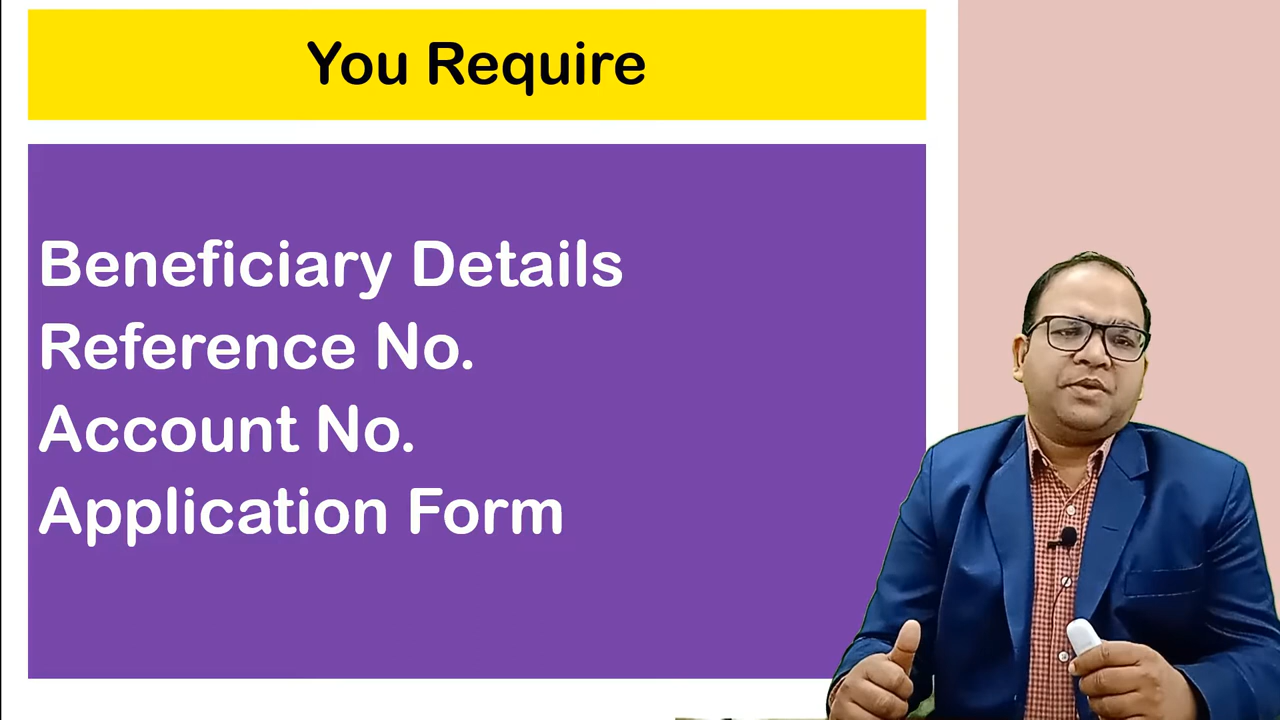 You Require
Beneficiary Details
Reference No.
Account No.
Application Form